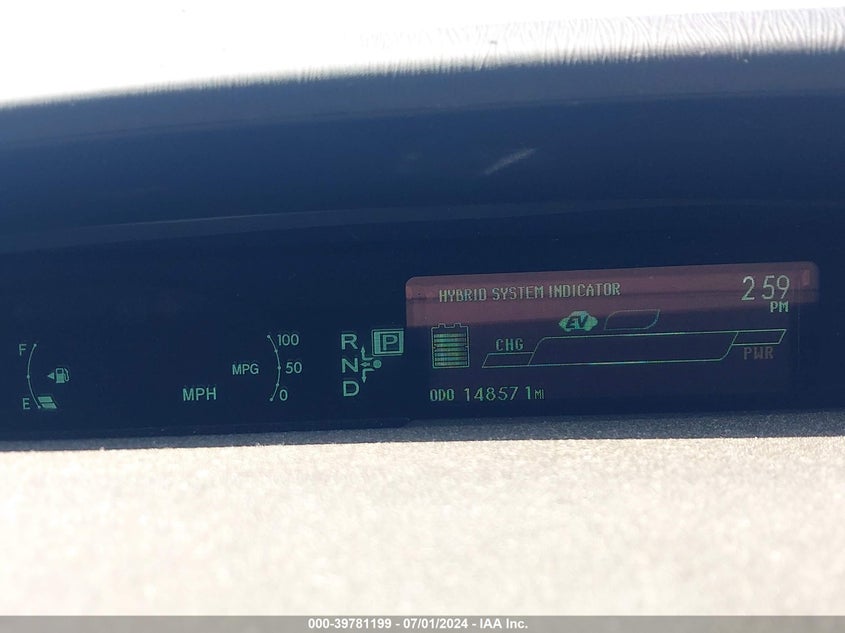 HYBRID SYSTEM INDICATOR
2 59
PM
EV
CHG
PWR
ODO 148571 MI
F
E
MPH
MPG
100
50
0
R
N
D
P
000-39781199 - 07/01/2024 - IAA Inc.